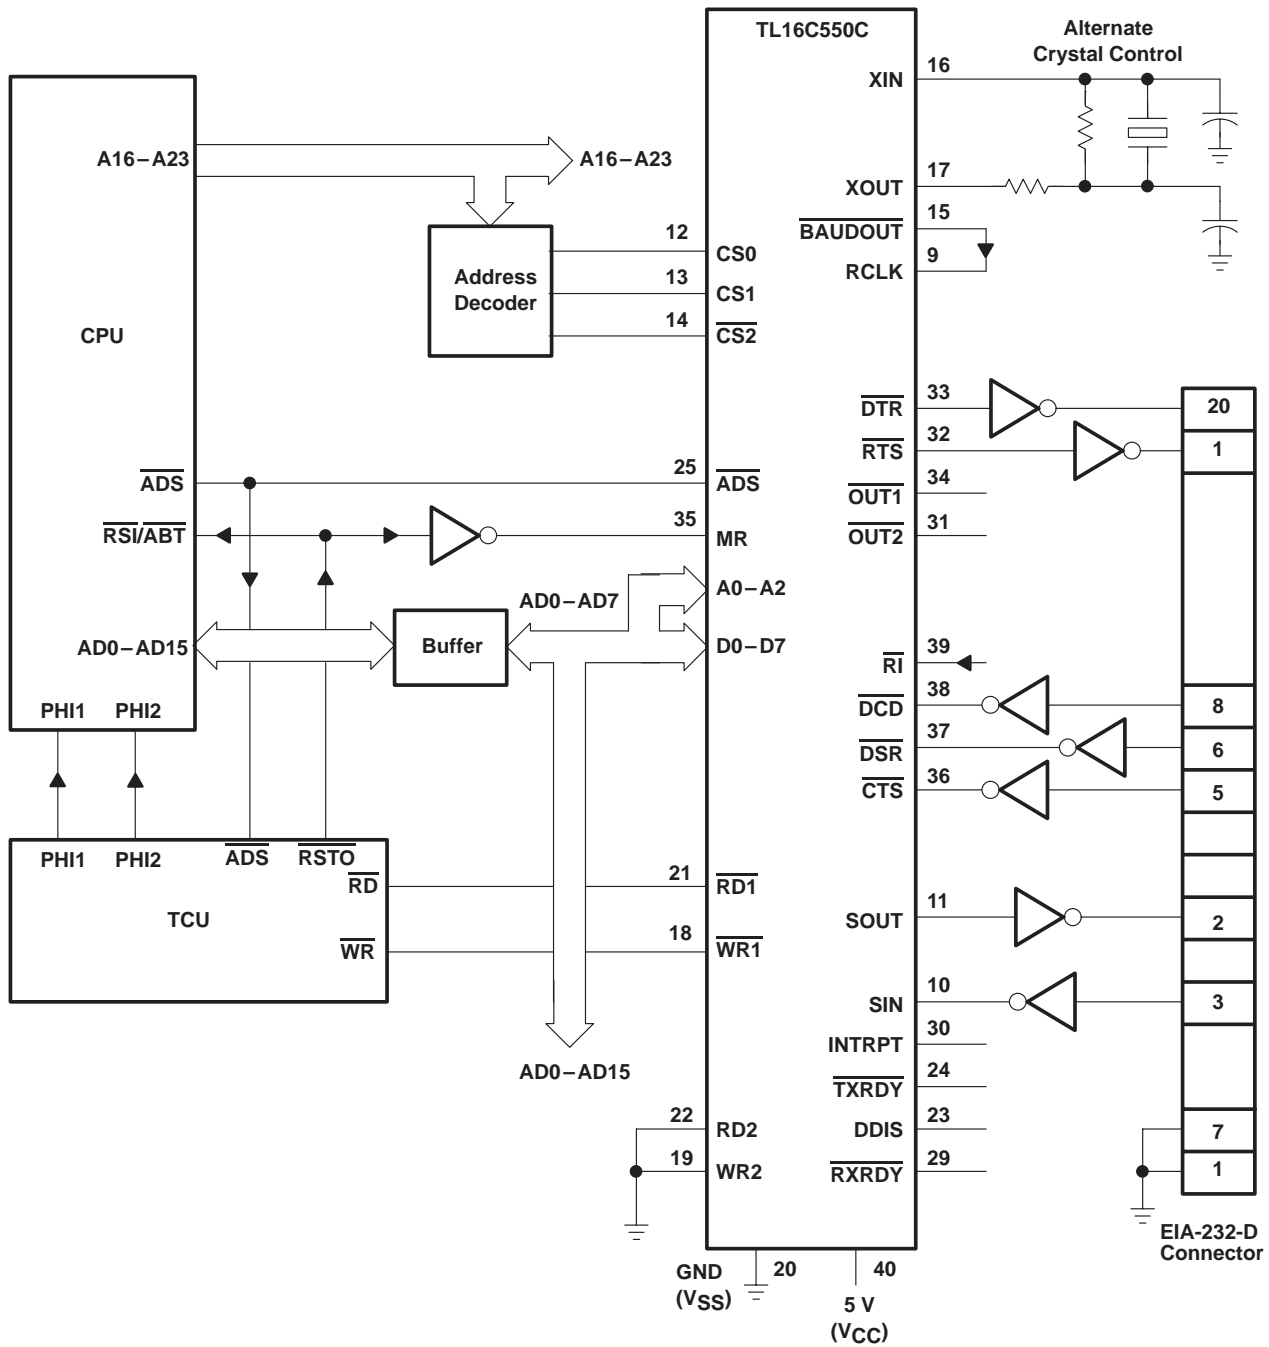 TL16C550C
Alternate
Crystal Control
XIN
16
A16–A23
A16–A23
XOUT
17
BAUDOUT
15
RCLK
9
Address
Decoder
12
CS0
13
CS1
14
CS2
CPU
DTR
33
20
RTS
32
1
OUT1
34
OUT2
31
ADS
25
ADS
RSI/ABT
35
MR
AD0–AD7
A0–A2
AD0–AD15
Buffer
D0–D7
RI
39
DCD
38
8
DSR
37
6
CTS
36
5
PHI1
PHI2
PHI1
PHI2
ADS
RSTO
RD
21
RD1
TCU
WR
18
WR1
SOUT
11
2
SIN
10
3
INTRPT
30
TXRDY
24
DDIS
23
7
RXRDY
29
1
AD0–AD15
22
RD2
19
WR2
EIA-232-D
Connector
GND
(VSS)
20
40
5 V
(VCC)